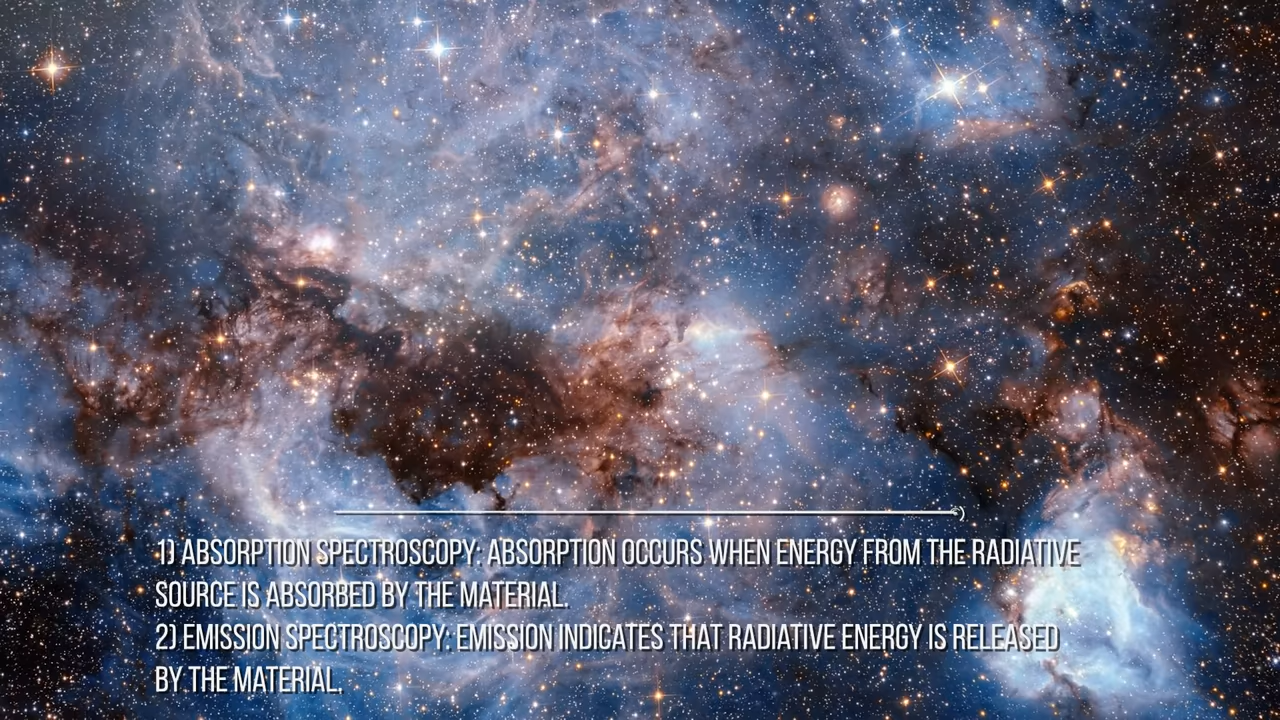 1) ABSORPTION SPECTROSCOPY: ABSORPTION OCCURS WHEN ENERGY FROM THE RADIATIVE
SOURCE IS ABSORBED BY THE MATERIAL.
2) EMISSION SPECTROSCOPY: EMISSION INDICATES THAT RADIATIVE ENERGY IS RELEASED
BY THE MATERIAL.